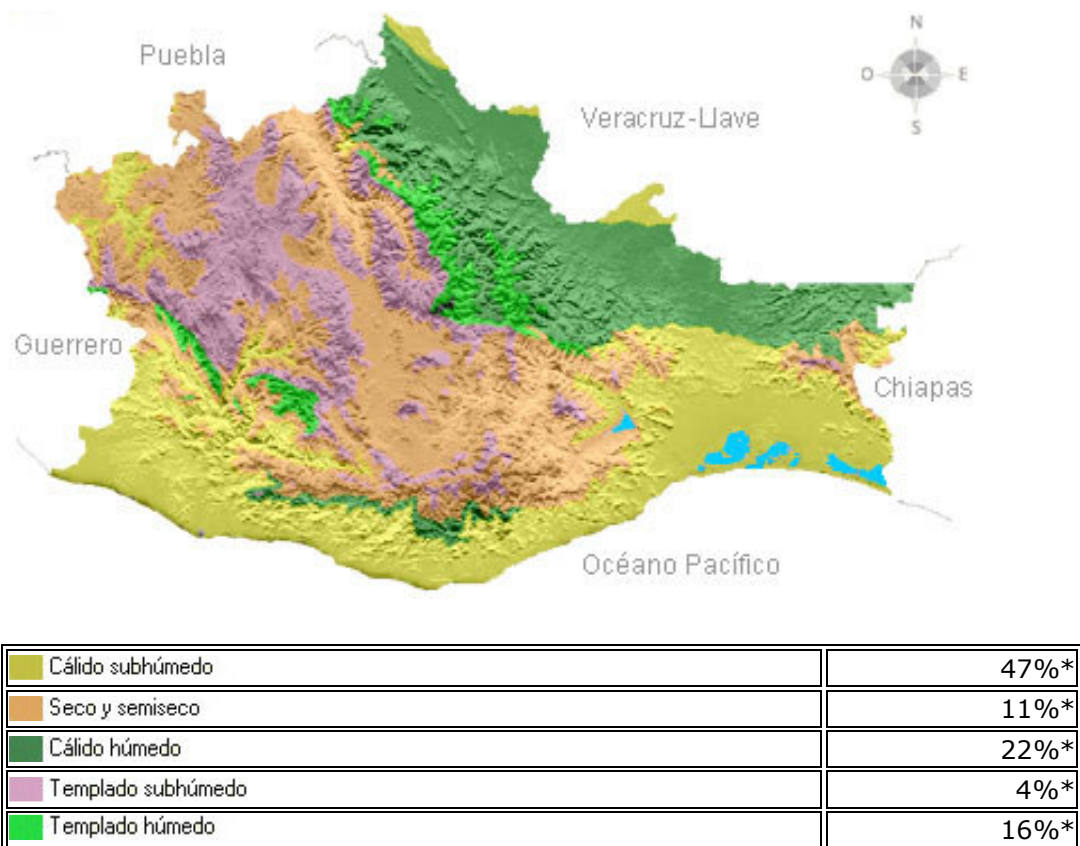 Puebla
N
O
E
S
Veracruz-Llave
Guerrero
Chiapas
Océano Pacífico
Cálido subhúmedo 47%*
Seco y semiseco 11%*
Cálido húmedo 22%*
Templado subhúmedo 4%*
Templado húmedo 16%*